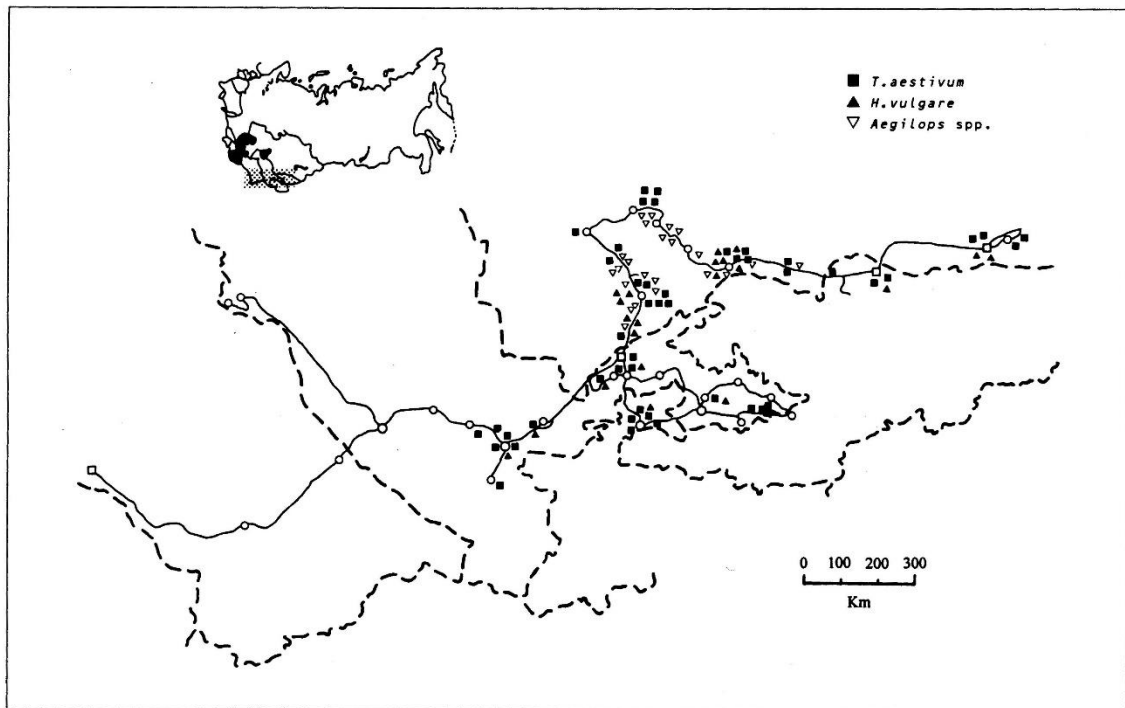 ■ T.aestivum
▲ H.vulgare
▽ Aegilops spp.
0 100 200 300
Km